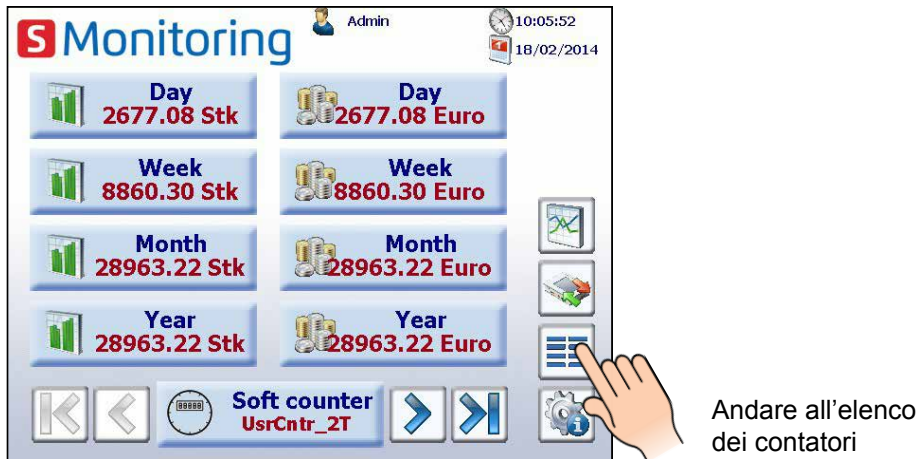 S Monitoring
Admin
10:05:52
18/02/2014
Day
2677.08 Stk
Day
2677.08 Euro
Week
8860.30 Stk
Week
8860.30 Euro
Month
28963.22 Stk
Month
28963.22 Euro
Year
28963.22 Stk
Year
28963.22 Euro
Soft counter
UsrCntr_2T
Andare all'elenco
dei contatori